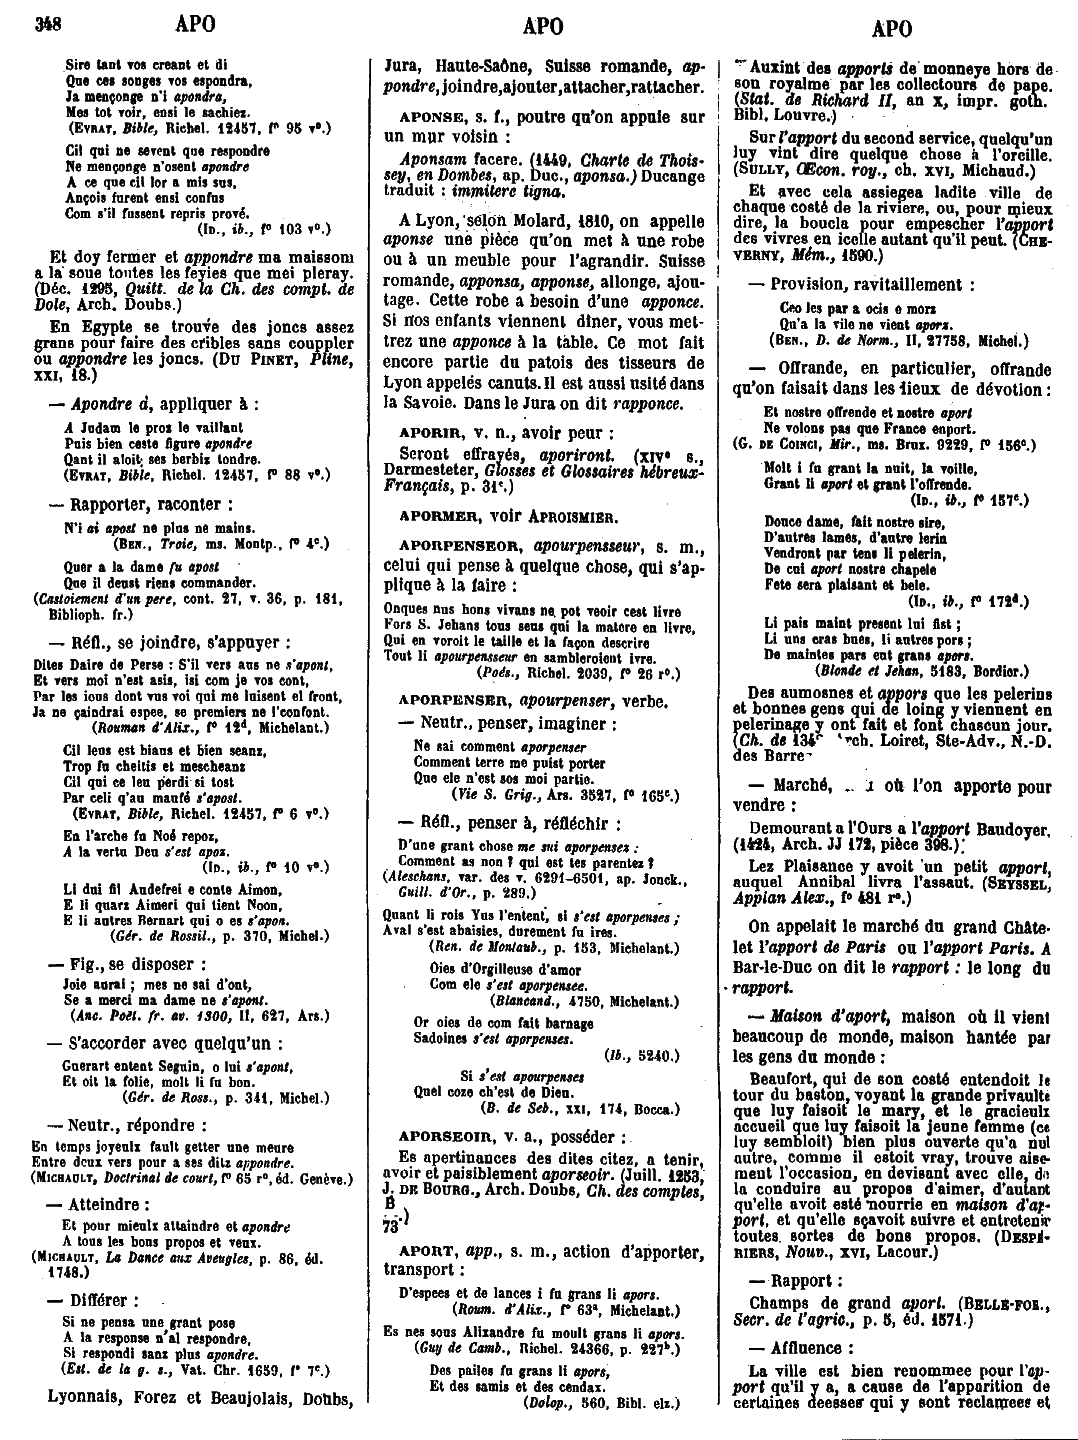 348 APO APO APO
Sire tant vos creant et di
Que ces songes vos espondra,
Ja mençonge n'i apondra,
Mes tot voir, ensi le sachiez.
(EVRAT, Bible, Richel. 12457, f° 95 v°.)
Cil qui ne sevent que respondre
Ne mençonge n'osent apondre
A ce que cil lor a mis sus,
Ançois furent ensi confus
Com s'il fussent repris prové.
(ID., ib., f° 103 v°.)
Et doy fermer et appondre ma maisson
a la soue toutes les feyies que mei pleray.
(Déc. 1295, Quitt. de la Ch. des compt. de
Dole, Arch. Doubs.)
En Egypte se trouve des joncs assez
grans pour faire des cribles sans couppler
ou appondre les joncs. (DU PINET, Pline,
XXI, 18.)
— Apondre à, appliquer à :
A Judam le pros le vaillant
Puis bien ceste figure apondre
Qant il aloit ses berbiz tondre.
(EVRAT, Bible, Richel. 12457, f° 88 v°.)
— Rapporter, raconter :
N'i ai apost ne plus ne mains.
(BEN., Troie, ms. Montp., f° 4c.)
Quer a la dame fu apost
Que il deust riens commander.
(Castoiement d'un pere, cont. 27, v. 36, p. 181,
Biblioph. fr.)
— Réfl., se joindre, s'appuyer :
Dites Daire de Perse : S'il vers aus ne s'apont,
Et vers moi n'est asis, isi com je vos cont,
Par les ious dont vus voi qui me luisent el front,
Ja ne çaindrai espee, se premiers ne l'confont.
(Rouman d'Alix., f° 12d, Michelant.)
Cil leus est biaus et bien seanz,
Trop fu cheitis et mescheanz
Cil qui ce leu perdi si tost
Par celi q'au manfé s'apost.
(EVRAT, Bible, Richel. 12457, f° 6 v°.)
En l'arche fu Noé repoz,
A la vertu Deu s'est apoz.
(ID., ib., f° 10 v°.)
Li dui fil Audefrei e conte Aimon,
E li quarz Aimeri qui tient Noon,
E li autres Bernart qui o es s'apon.
(Gér. de Rossil., p. 370, Michel.)
— Fig., se disposer :
Joie aurai ; mes ne sai d'ont,
Se a merci ma dame ne s'apont.
(Anc. Poét. fr. av. 1300, II, 627, Ars.)
— S'accorder avec quelqu'un :
Guerart entent Seguin, o lui s'apont,
Et oit la folie, molt li fu bon.
(Gér. de Ross., p. 341, Michel.)
— Neutr., répondre :
En temps joyeulx fault getter une meure
Entre deux vers pour a ses ditz appondre.
(MICHAULT, Doctrinal de court, f° 65 r°, éd. Genève.)
— Atteindre :
Et pour mieulx attaindre et apondre
A tous les bons propos et veux.
(MICHAULT, La Dance aux Aveugles, p. 86, éd.
1748.)
— Différer :
Si ne pensa une grant pose
A la response n'al respondre,
Si respondi sanz plus apondre.
(Est. de la g. s., Vat. Chr. 1659, f° 7c.)
Lyonnais, Forez et Beaujolais, Doubs,
Jura, Haute-Saône, Suisse romande, ap-
pondre, joindre, ajouter, attacher, rattacher.
APONSE, s. f., poutre qu'on appuie sur
un mur voisin :
Aponsam facere. (1449, Charte de Thois-
sey, en Dombes, ap. Duc., aponsa.) Ducange
traduit : immitere tigna.
A Lyon, selon Molard, 1810, on appelle
aponse une pièce qu'on met à une robe
ou à un meuble pour l'agrandir. Suisse
romande, apponsa, apponse, allonge, ajou-
tage. Cette robe a besoin d'une apponce.
Si nos enfants viennent dîner, vous met-
trez une apponce à la table. Ce mot fait
encore partie du patois des tisseurs de
Lyon appelés canuts. Il est aussi usité dans
la Savoie. Dans le Jura on dit rapponce.
APORIR, v. n., avoir peur :
Seront effrayés, aporiront. (XIVe s.,
Darmesteter, Glosses et Glossaires hébreux-
Français, p. 31c.)
APORMER, voir APROISMIER.
APORPENSEOR, apourpensseur, s. m.,
celui qui pense à quelque chose, qui s'ap-
plique à la faire :
Onques nus hons vivans ne pot veoir cest livre
Fors S. Jehans tous seus qui la matere en livre,
Qui en voroit le taille et la façon descrire
Tout li apourpensseur en sambleroient ivre.
(Poés., Richel. 2039, f° 26 r°.)
APORPENSER, apourpenser, verbe.
— Neutr., penser, imaginer :
Ne sai comment aporpenser
Comment terre me puist porter
Que ele n'est sos moi partie.
(Vie S. Grig., Ars. 3527, f° 165c.)
— Réfl., penser à, réfléchir :
D'une grant chose me sui aporpensez :
Comment as non ? qui est tes parentez ?
(Aleschans, var. des v. 6291-6501, ap. Jonck.,
Guill. d'Or., p. 289.)
Quant li rois Yus l'entent, si s'est aporpenses ;
Aval s'est abaisies, durement fu ires.
(Ren. de Montaub., p. 153, Michelant.)
Oies d'Orgilleuse d'amor
Com ele s'est aporpensee.
(Blancand., 4750, Michelant.)
Or oies de com fait barnage
Sadoines s'est aporpenses.
(Ib., 5240.)
Si s'est apourpenses
Quel coze ch'est de Dieu.
(B. de Seb., XXI, 174, Bocca.)
APORSEOIR, v. a., posséder :
Es apertinances des dites citez, a tenir,
avoir et paisiblement aporseoir. (Juill. 1253,
J. DE BOURG., Arch. Doubs, Ch. des comptes,
B
73.)
APORT, app., s. m., action d'apporter,
transport :
D'espees et de lances i fu grans li apors.
(Roum. d'Alix., f° 63a, Michelant.)
Es nes sous Alixandre fu moult grans li apors.
(Guy de Camb., Richel. 24366, p. 227b.)
Des pailes fu grans li apors,
Et des samis et des cendax.
(Dolop., 560, Bibl. elz.)
Auxint des apports de monneye hors de
son royalme par les collectours de pape.
(Stat. de Richard II, an X, impr. goth.
Bibl. Louvre.)
Sur l'apport du second service, quelqu'un
luy vint dire quelque chose à l'oreille.
(SULLY, Œcon. roy., ch. XVI, Michaud.)
Et avec cela assiegea ladite ville de
chaque costé de la riviere, ou, pour mieux
dire, la boucla pour empescher l'apport
des vivres en icelle autant qu'il peut. (CHE-
VERNY, Mém., 1590.)
— Provision, ravitaillement :
Ceo les par a ocis e morz
Qu'a la vile ne vient aporz.
(BEN., D. de Norm., II, 27758, Michel.)
— Offrande, en particulier, offrande
qu'on faisait dans les lieux de dévotion :
Et nostre offrende et nostre aport
Ne volons pas que France enport.
(G. DE COINCI, Mir., ms. Brux. 9229, f° 156c.)
Molt i fu grant la nuit, la voille,
Grant li aport et grant l'offrende.
(ID., ib., f° 157c.)
Douce dame, fait nostre sire,
D'autres lames, d'autre lerin
Vendront par tens li pelerin,
De cui aport nostre chapele
Fete sera plaisant et bele.
(ID., ib., f° 172d.)
Li pais maint present lui fist ;
Li uns eras bues, li autres pors ;
De maintes pars eut grans apors.
(Blonde et Jehan, 5183, Bordier.)
Des aumosnes et appors que les pelerins
et bonnes gens qui de loing y viennent en
pelerinage y ont fait et font chascun jour.
(Ch. de 134 Arch. Loiret, Ste-Adv., N.-D.
des Barre
— Marché, où l'on apporte pour
vendre :
Demourant a l'Ours a l'apport Baudoyer.
(1424, Arch. JJ 172, pièce 398.)
Lez Plaisance y avoit un petit apport,
auquel Annibal livra l'assaut. (SEYSSEL,
Appian Alex., f° 481 r°.)
On appelait le marché du grand Châte-
let l'apport de Paris ou l'apport Paris. A
Bar-le-Duc on dit le rapport : le long du
rapport.
— Maison d'aport, maison où il vient
beaucoup de monde, maison hantée par
les gens du monde :
Beaufort, qui de son costé entendoit le
tour du baston, voyant la grande privaulté
que luy faisoit le mary, et le gracieulx
accueil que luy faisoit la jeune femme (ce
luy sembloit) bien plus ouverte qu'a nul
autre, comme il estoit vray, trouve aise-
ment l'occasion, en devisant avec elle, de
la conduire au propos d'aimer, d'autant
qu'elle avoit esté nourrie en maison d'ap-
port, et qu'elle sçavoit suivre et entretenir
toutes sortes de bons propos. (DESPÉ-
RIERS, Nouv., XVI, Lacour.)
— Rapport :
Champs de grand aport. (BELLE-FOR.,
Secr. de l'agric., p. 5, éd. 1571.)
— Affluence :
La ville est bien renommee pour l'ap-
port qu'il y a, a cause de l'apparition de
certaines deesses qui y sont reclamees et